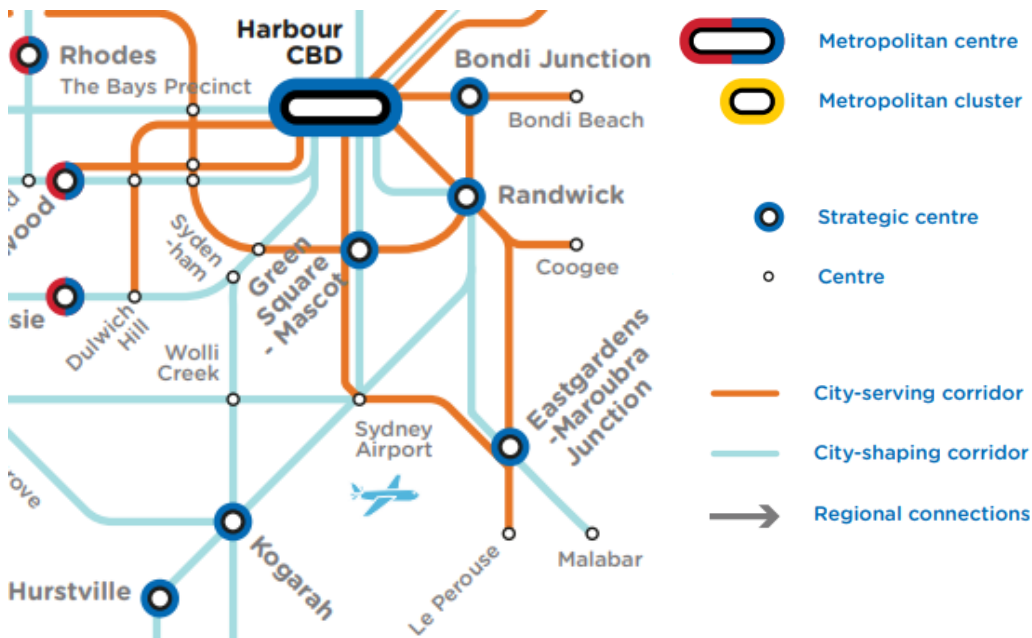 Harbour
CBD
Rhodes
The Bays Precinct
Bondi Junction
Bondi Beach
Randwick
Coogee
wood
Syden
-ham
Green
Square
- Mascot
sie
Dulwich
Hill
Wolli
Creek
Sydney
Airport
Eastgardens
-Maroubra
Junction
rove
Kogarah
Hurstville
Le Perouse
Malabar
Metropolitan centre
Metropolitan cluster
Strategic centre
Centre
City-serving corridor
City-shaping corridor
Regional connections